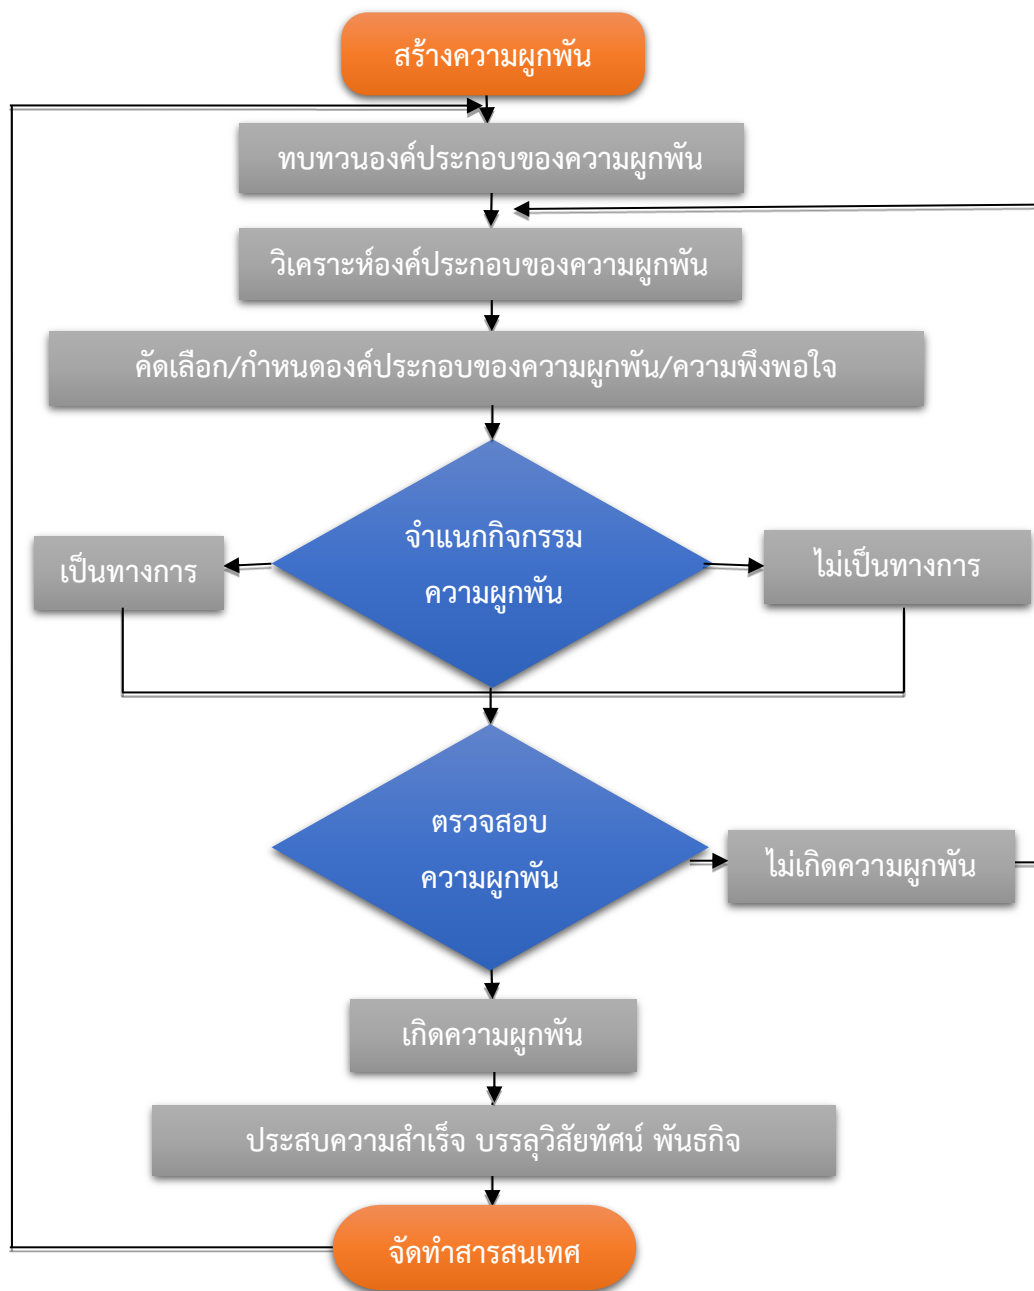 สร้างความผูกพัน
ทบทวนองค์ประกอบของความผูกพัน
วิเคราะห์องค์ประกอบของความผูกพัน
คัดเลือก/กำหนดองค์ประกอบของความผูกพัน/ความพึงพอใจ
จำแนกกิจกรรม
ความผูกพัน
เป็นทางการ
ไม่เป็นทางการ
ตรวจสอบ
ความผูกพัน
ไม่เกิดความผูกพัน
เกิดความผูกพัน
ประสบความสำเร็จ บรรลุวิสัยทัศน์ พันธกิจ
จัดทำสารสนเทศ